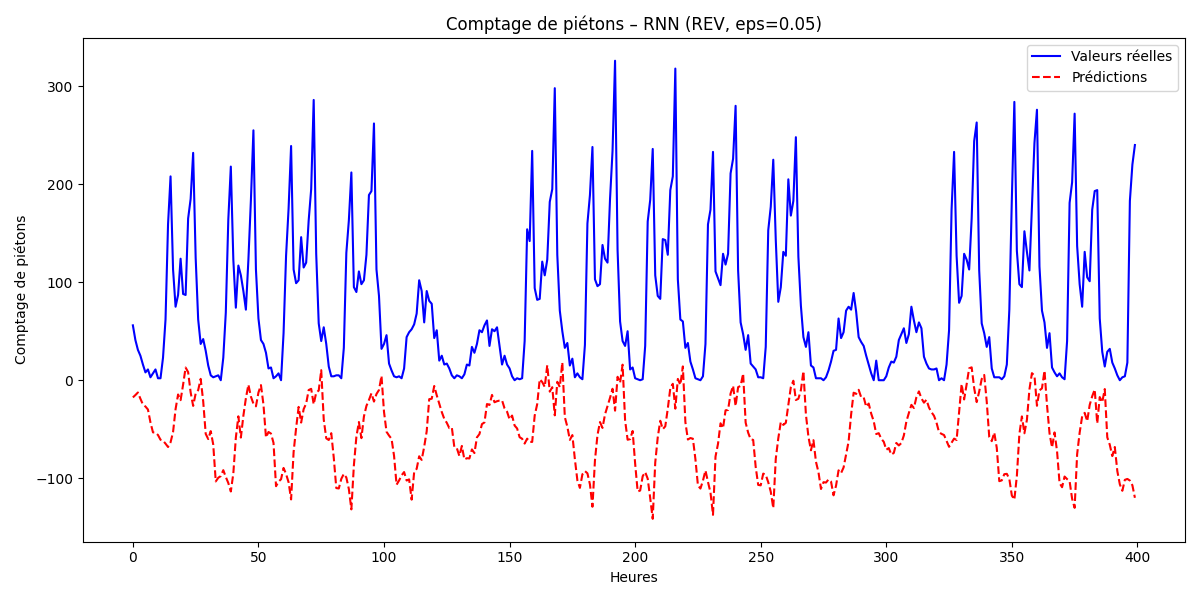 Comptage de piétons – RNN (REV, eps=0.05)
Valeurs réelles
Prédictions
Comptage de piétons
300
200
100
0
−100
0 50 100 150 200 250 300 350 400
Heures